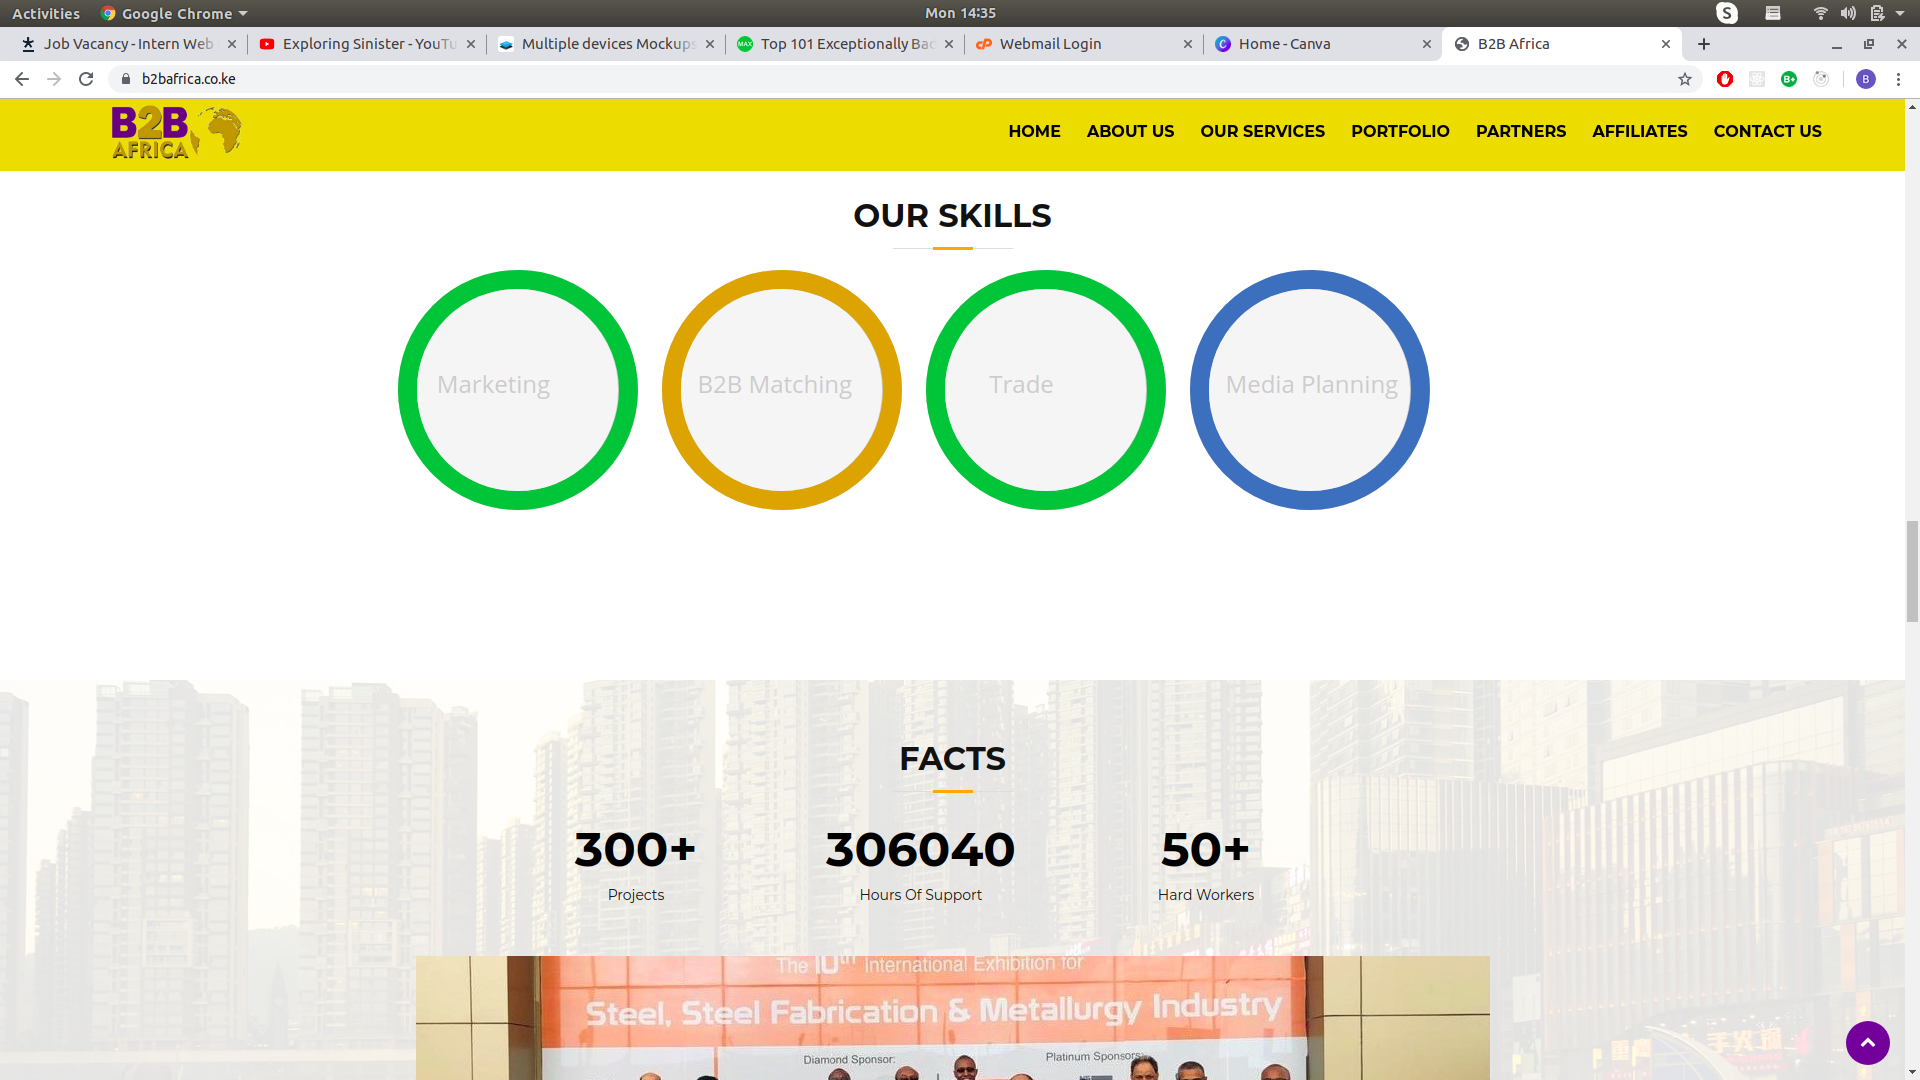 Activities
Google Chrome
Mon 14:35
Job Vacancy - Intern Web
Exploring Sinister - YouTu
Multiple devices Mockups
Top 101 Exceptionally Bad
Webmail Login
Home - Canva
B2B Africa
b2bafrica.co.ke
B2B
AFRICA
HOME
ABOUT US
OUR SERVICES
PORTFOLIO
PARTNERS
AFFILIATES
CONTACT US
OUR SKILLS
Marketing
B2B Matching
Trade
Media Planning
FACTS
300+
306040
50+
Projects
Hours Of Support
Hard Workers
The 10th International Exhibition for
Steel, Steel Fabrication & Metallurgy Industry
Diamond Sponsor:
Platinum Sponsors: